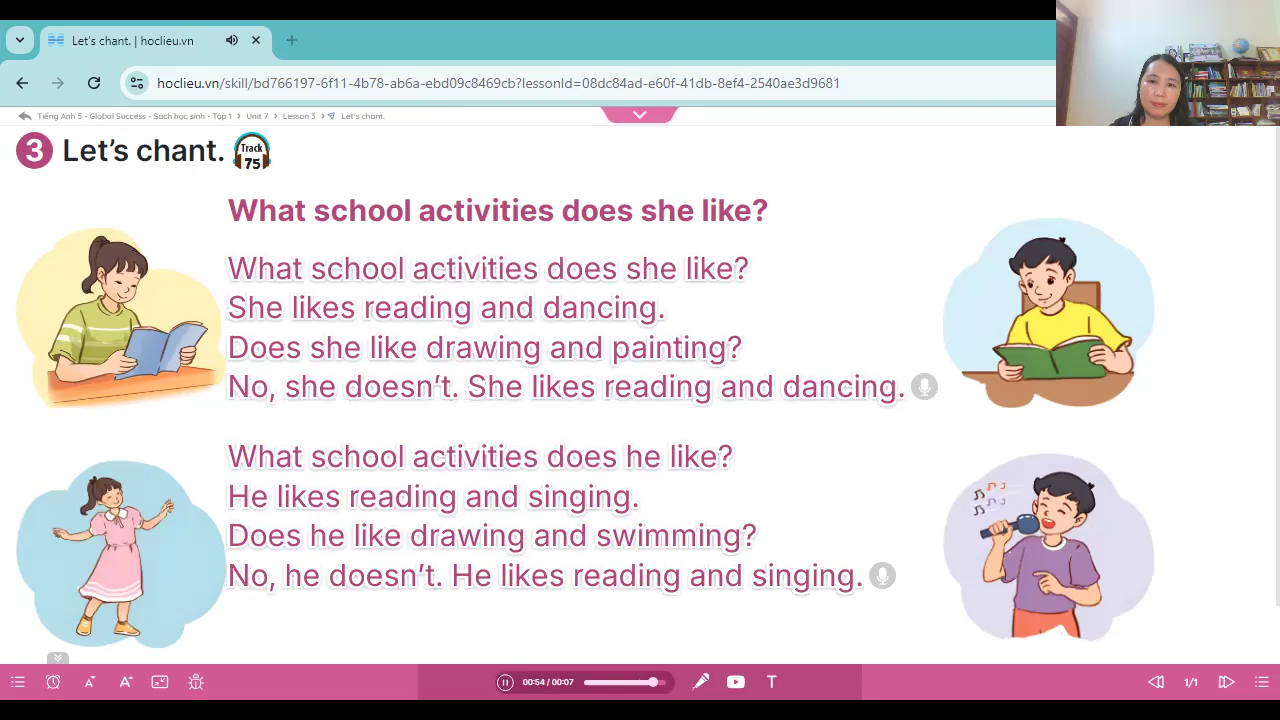 Let's chant. | hoclieu.vn
hoclieu.vn/skill/bd766197-6f11-4b78-ab6a-ebd09c8469cb?lessonId=08dc84ad-e60f-41db-8ef4-2540ae3d9681
Tiếng Anh 5 - Global Success - Sách học sinh - Tập 1 > Unit 7 > Lesson 3 > Let's chant.
3 Let's chant. Track 75
What school activities does she like?
What school activities does she like?
She likes reading and dancing.
Does she like drawing and painting?
No, she doesn't. She likes reading and dancing.
What school activities does he like?
He likes reading and singing.
Does he like drawing and swimming?
No, he doesn't. He likes reading and singing.
A A 00:54 / 00:07 T 1/1